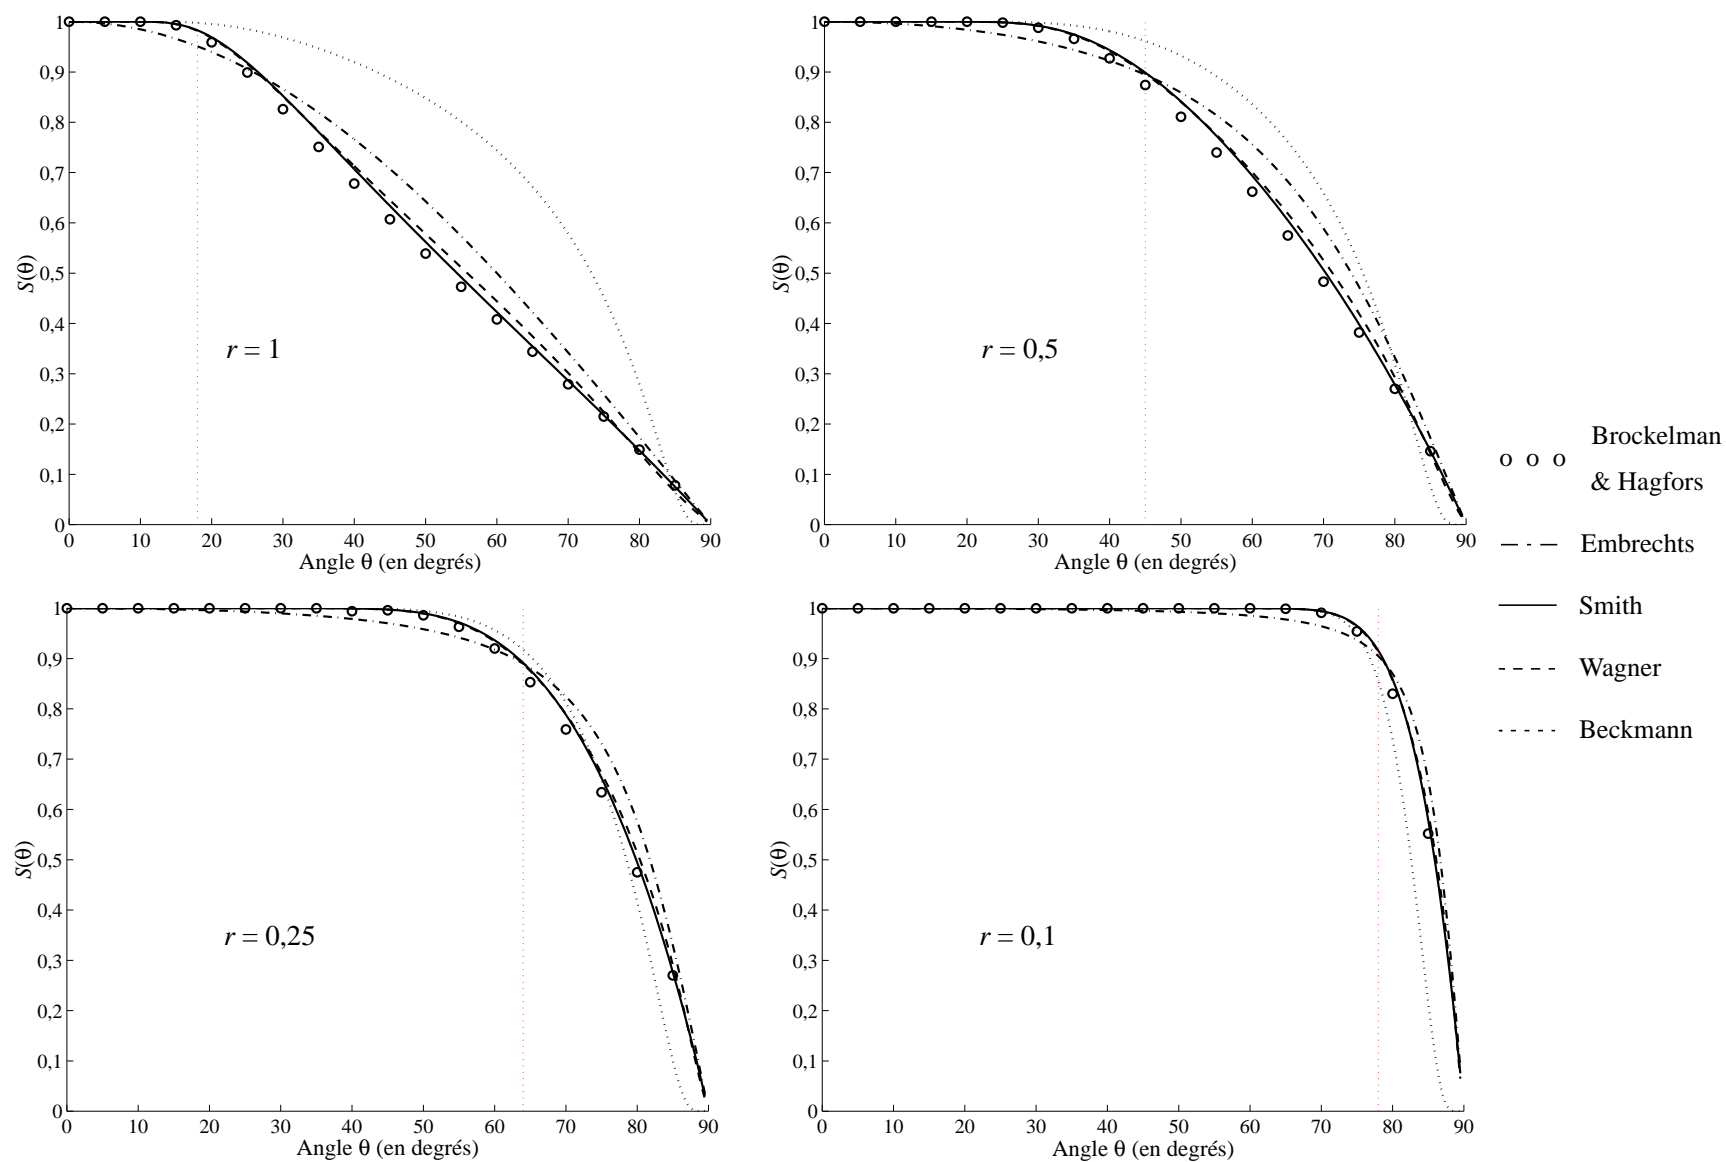 1
0,9
0,8
0,7
0,6
0,5
0,4
0,3
0,2
0,1
0
S(θ)
r = 1
0 10 20 30 40 50 60 70 80 90
Angle θ (en degrés)
1
0,9
0,8
0,7
0,6
0,5
0,4
0,3
0,2
0,1
0
S(θ)
r = 0,5
0 10 20 30 40 50 60 70 80 90
Angle θ (en degrés)
o o o Brockelman
& Hagfors
Embrechts
Smith
Wagner
Beckmann
1
0,9
0,8
0,7
0,6
0,5
0,4
0,3
0,2
0,1
0
S(θ)
r = 0,25
0 10 20 30 40 50 60 70 80 90
Angle θ (en degrés)
1
0,9
0,8
0,7
0,6
0,5
0,4
0,3
0,2
0,1
0
S(θ)
r = 0,1
0 10 20 30 40 50 60 70 80 90
Angle θ (en degrés)